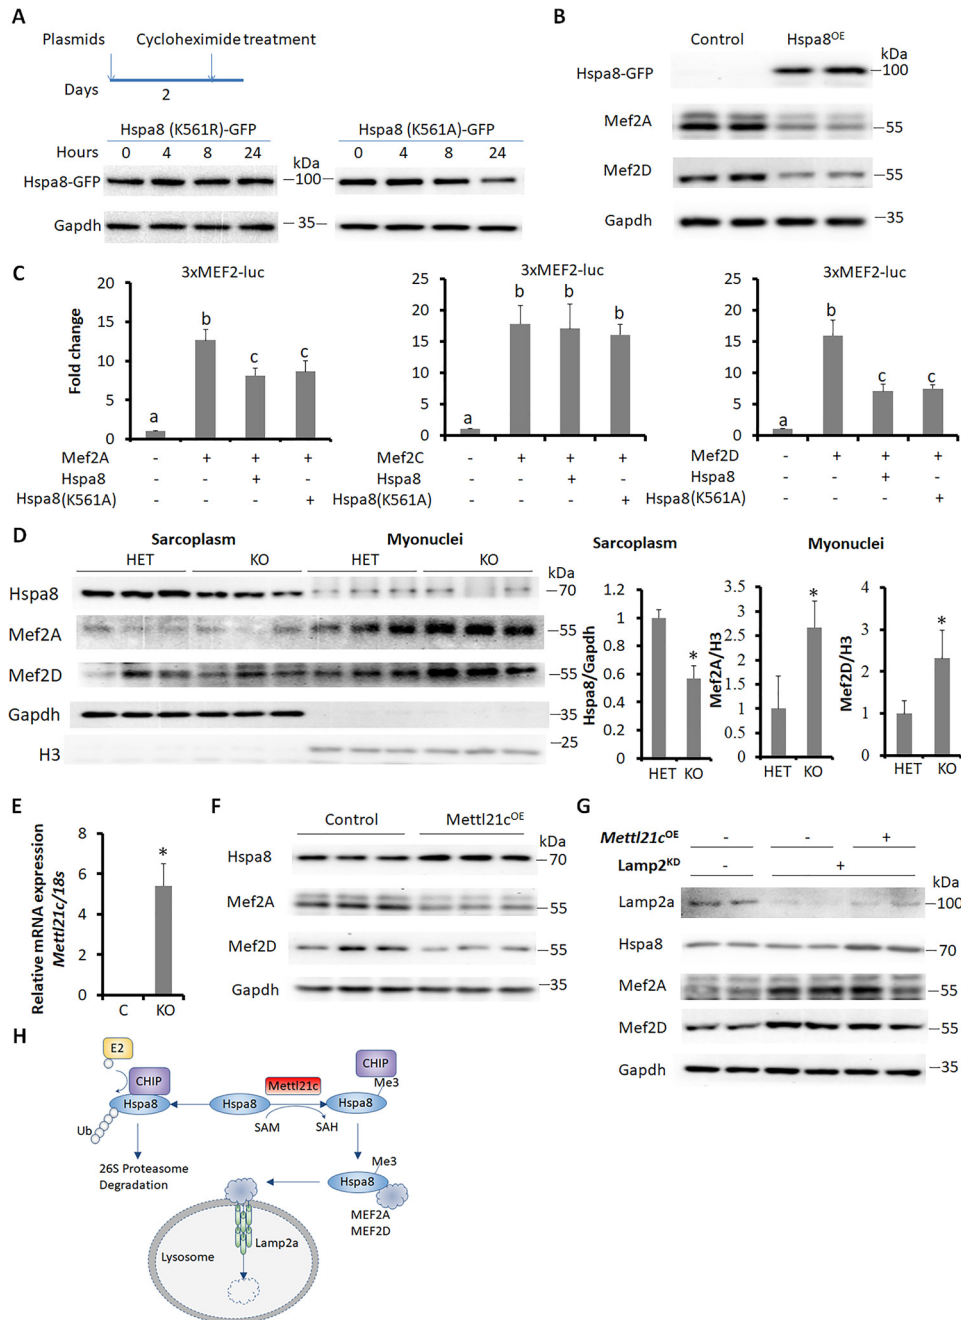 A
Plasmids
Cycloheximide treatment
Days
2
Hspa8 (K561R)-GFP
Hspa8 (K561A)-GFP
Hours
0 4 8 24
kDa
0 4 8 24
Hspa8-GFP
–100–
Gapdh
–35–
B
Control
Hspa8OE
kDa
Hspa8-GFP
–100
Mef2A
–55
Mef2D
–55
Gapdh
–35
C
3xMEF2-luc
Fold change
20
15
10
5
0
a
b
c
c
Mef2A - + + +
Hspa8 - - + -
Hspa8(K561A) - - - +
3xMEF2-luc
25
20
15
10
5
0
a
b
b
b
Mef2C - + + +
Hspa8 - - + -
Hspa8(K561A) - - - +
3xMEF2-luc
25
20
15
10
5
0
a
b
c
c
Mef2D - + + +
Hspa8 - - + -
Hspa8(K561A) - - - +
D
Sarcoplasm
Myonuclei
HET
KO
HET
KO
kDa
Hspa8
–70
Mef2A
–55
Mef2D
–55
Gapdh
–35
–25
H3
Sarcoplasm
Hspa8/Gapdh
1.2
1
0.8
0.6
0.4
0.2
0
*
HET KO
Myonuclei
Mef2A/H3
3.5
3
2.5
2
1.5
1
0.5
0
*
HET KO
Mef2D/H3
4
3
2
1
0
*
HET KO
E
Relative mRNA expression
Mettl21c/18s
8
6
4
2
0
*
C KO
F
Control
Mettl21cOE
kDa
Hspa8
–70
Mef2A
–55
Mef2D
–55
Gapdh
–35
G
Mettl21cOE - - +
Lamp2KD - +
kDa
Lamp2a
–100
Hspa8
–70
Mef2A
–55
Mef2D
–55
Gapdh
–35
H
E2
CHIP
Hspa8
Ub
26S Proteasome
Degradation
Hspa8
Mettl21c
SAM
SAH
CHIP
Me3
Hspa8
Me3
Hspa8
MEF2A
MEF2D
Lamp2a
Lysosome